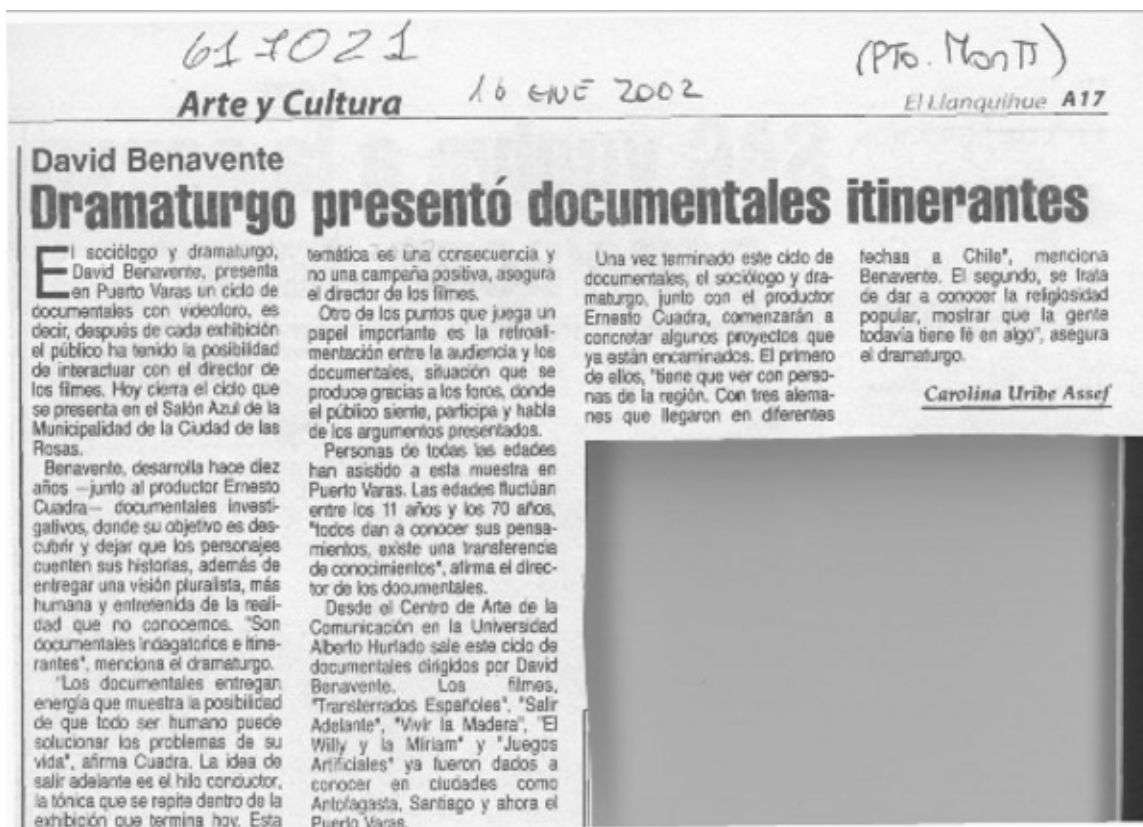 617021
16 ENE 2002
(PTO. MONTT)
Arte y Cultura
El Llanquihue A17
David Benavente
Dramaturgo presentó documentales itinerantes
El sociólogo y dramaturgo,
David Benavente, presenta
en Puerto Varas un ciclo de
documentales con videoforo, es
decir, después de cada exhibición
el público ha tenido la posibilidad
de interactuar con el director de
los filmes. Hoy cierra el ciclo que
se presenta en el Salón Azul de la
Municipalidad de la Ciudad de las
Rosas.
Benavente, desarrolla hace diez
años —junto al productor Ernesto
Cuadra— documentales investi-
gativos, donde su objetivo es des-
cubrir y dejar que los personajes
cuenten sus historias, además de
entregar una visión pluralista, más
humana y entretenida de la reali-
dad que no conocemos. "Son
documentales indagatorios e itine-
rantes", menciona el dramaturgo.
"Los documentales entregan
energía que muestra la posibilidad
de que todo ser humano puede
solucionar los problemas de su
vida", afirma Cuadra. La idea de
salir adelante es el hilo conductor,
la tónica que se repite dentro de la
exhibición que termina hoy. Esta
temática es una consecuencia y
no una campaña positiva, asegura
el director de los filmes.
Otro de los puntos que juega un
papel importante es la retroali-
mentación entre la audiencia y los
documentales, situación que se
produce gracias a los foros, donde
el público siente, participa y habla
de los argumentos presentados.
Personas de todas las edades
han asistido a esta muestra en
Puerto Varas. Las edades fluctúan
entre los 11 años y los 70 años,
"todos dan a conocer sus pensa-
mientos, existe una transferencia
de conocimientos", afirma el direc-
tor de los documentales.
Desde el Centro de Arte de la
Comunicación en la Universidad
Alberto Hurtado sale este ciclo de
documentales dirigidos por David
Benavente. Los filmes,
"Transterrados Españoles", "Salir
Adelante", "Vivir la Madera", "El
Willy y la Miriam" y "Juegos
Artificiales" ya fueron dados a
conocer en ciudades como
Antofagasta, Santiago y ahora el
Puerto Varas.
Una vez terminado este ciclo de
documentales, el sociólogo y dra-
maturgo, junto con el productor
Ernesto Cuadra, comenzarán a
concretar algunos proyectos que
ya están encaminados. El primero
de ellos, "tiene que ver con perso-
nas de la región. Con tres alema-
nes que llegaron en diferentes
fechas a Chile", menciona
Benavente. El segundo, se trata
de dar a conocer la religiosidad
popular, mostrar que la gente
todavía tiene fé en algo", asegura
el dramaturgo.
Carolina Uribe Assef